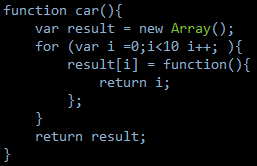 function car(){
    var result = new Array();
    for (var i =0;i<10 i++; ){
        result[i] = function(){
            return i;
        };
    }
    return result;
}